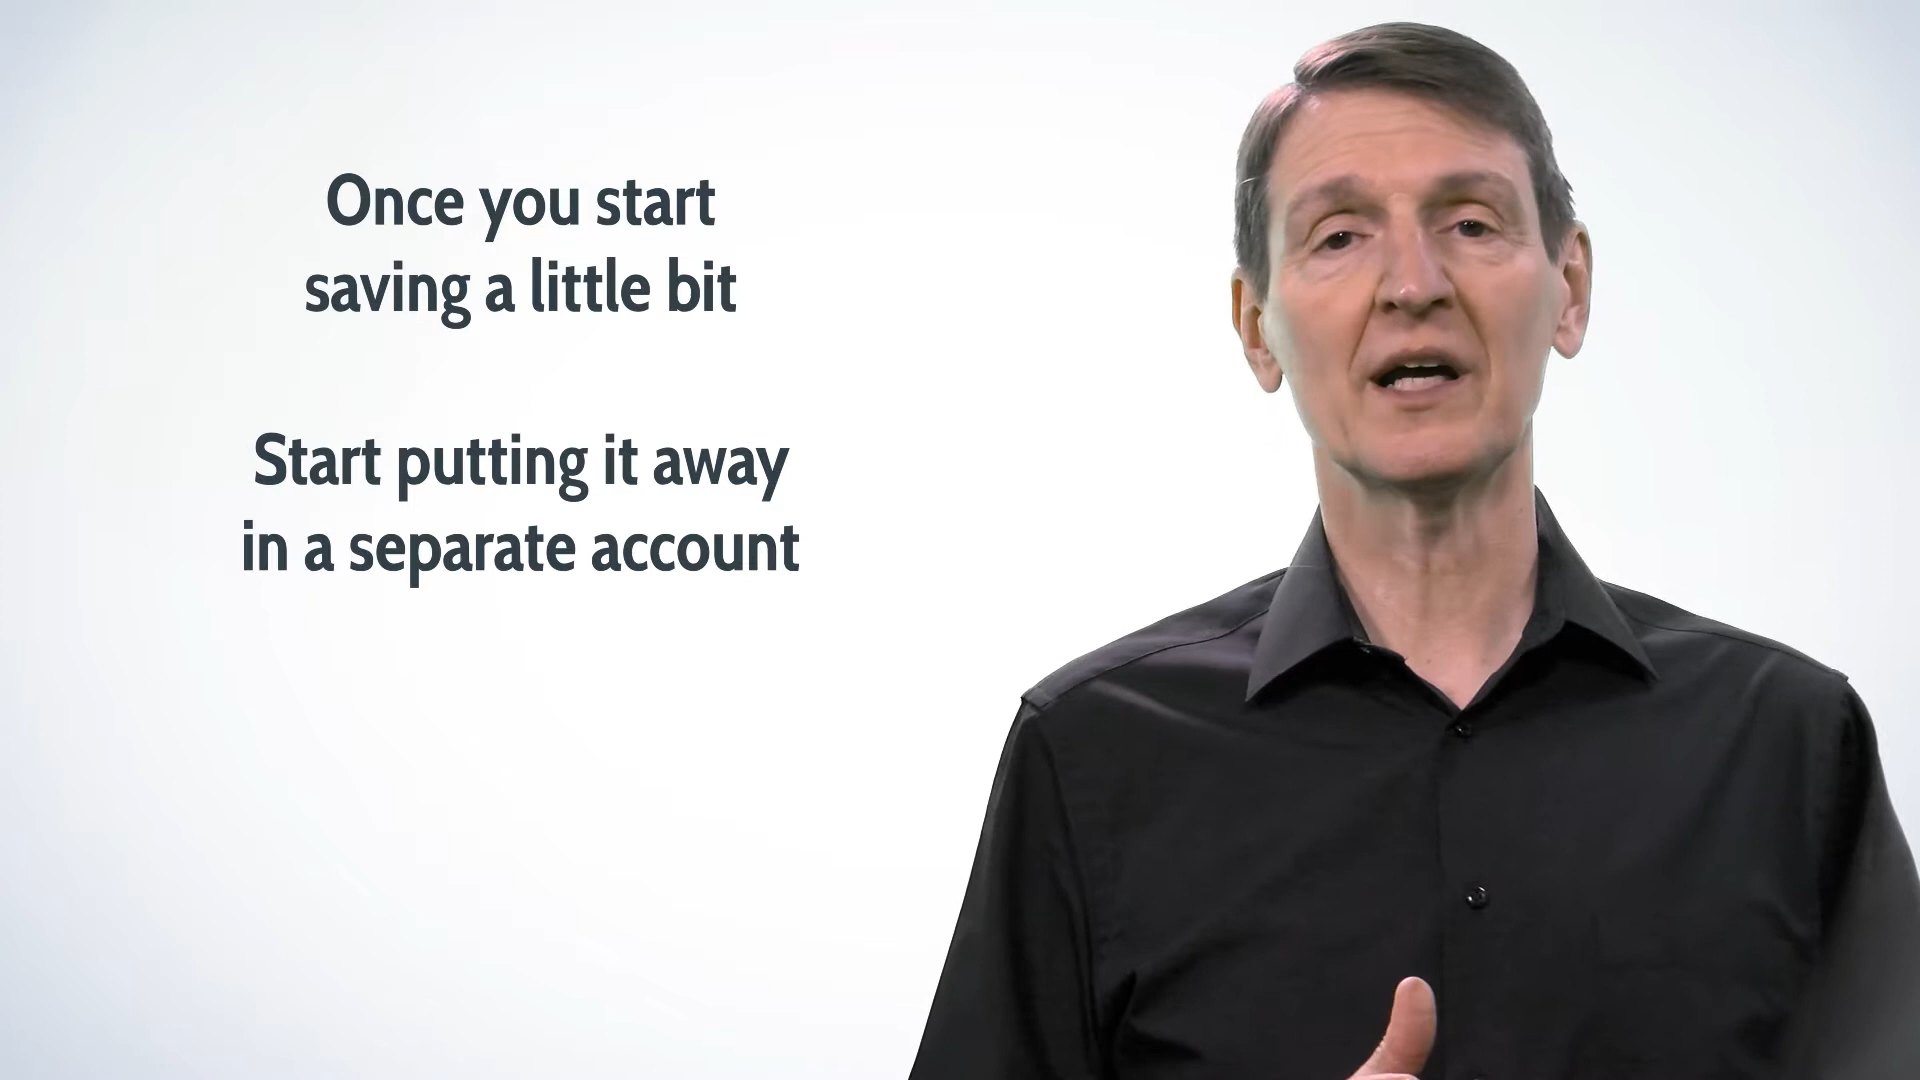 Once you start
saving a little bit
Start putting it away
in a separate account